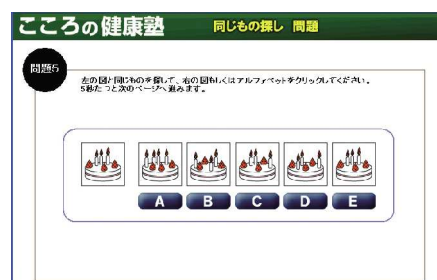 こころの健康塾
同じもの探し 問題
問題5
左の図と同じものを探して、右の図もしくはアルファベットをクリックしてください。
5秒たつと次のページへ進みます。
A B C D E